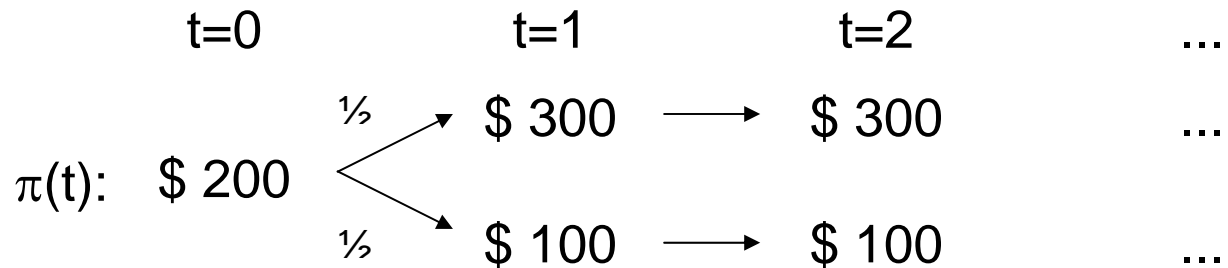 t=0 t=1 t=2 ...
½ $ 300 $ 300 ...
π(t): $ 200
½ $ 100 $ 100 ...